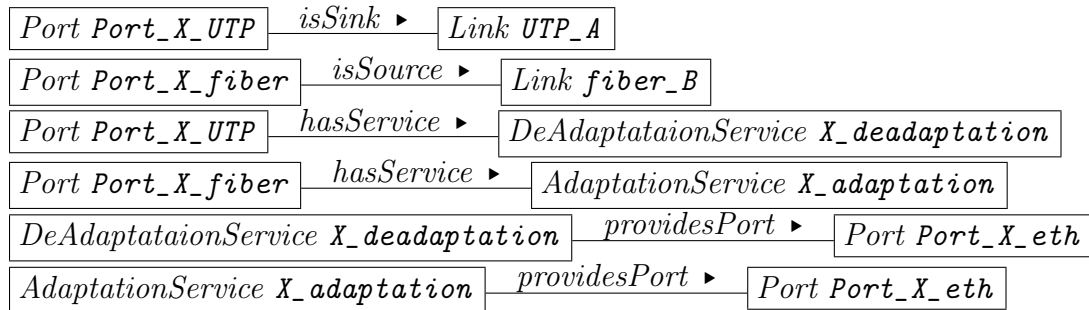 Port Port_X_UTP isSink ▸ Link UTP_A
Port Port_X_fiber isSource ▸ Link fiber_B
Port Port_X_UTP hasService ▸ DeAdaptataionService X_deadaptation
Port Port_X_fiber hasService ▸ AdaptationService X_adaptation
DeAdaptataionService X_deadaptation providesPort ▸ Port Port_X_eth
AdaptationService X_adaptation providesPort ▸ Port Port_X_eth